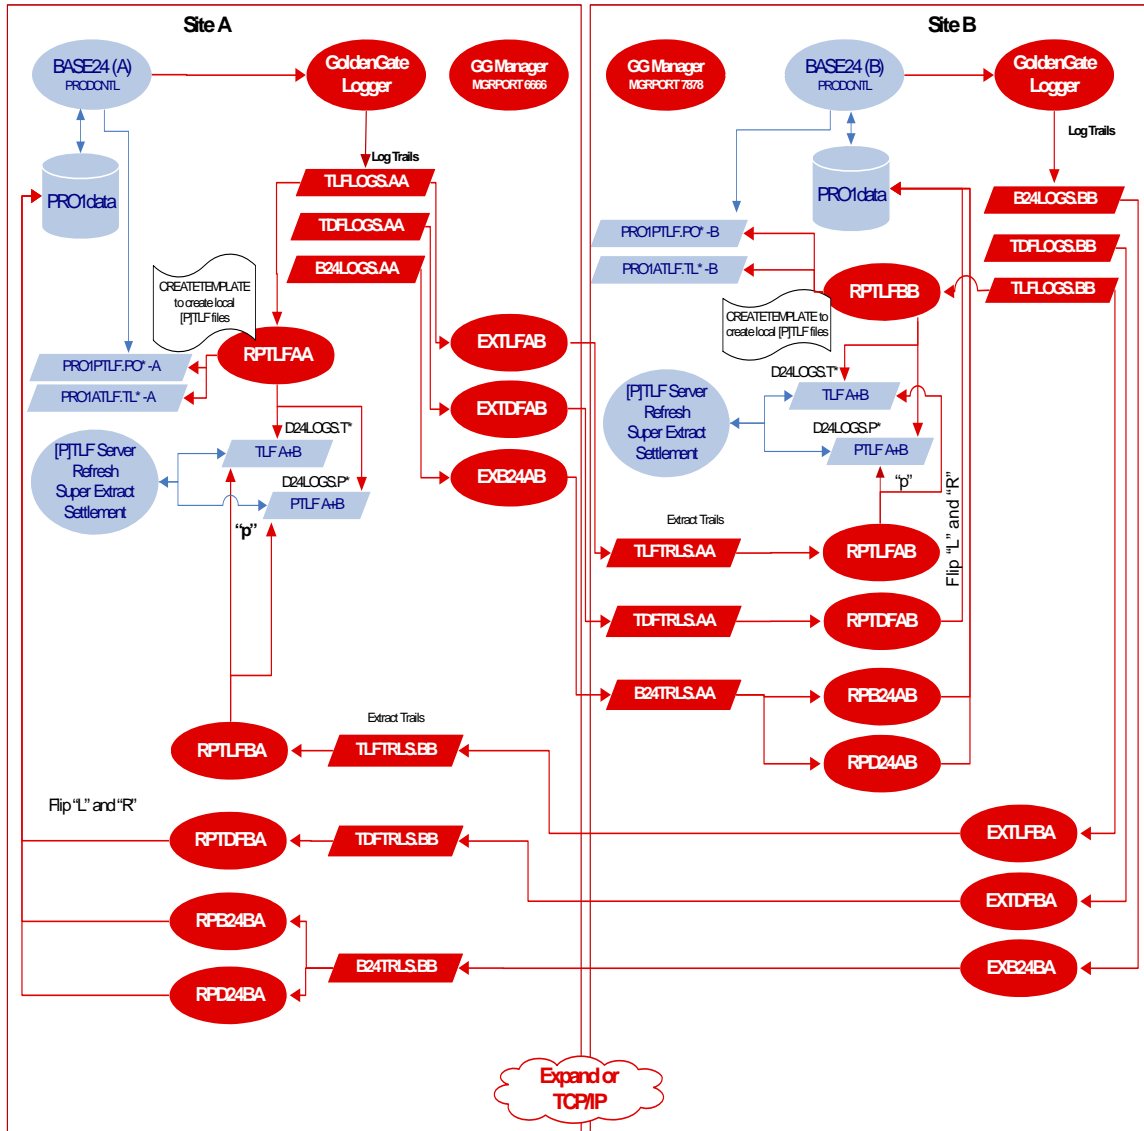 Site A
BASE24 (A)
PRODCNTL
GoldenGate
Logger
GG Manager
MGRPORT 6666
Log Trails
TLFLOGS.AA
PRO1data
TDFLOGS.AA
B24LOGS.AA
CREATETEMPLATE
to create local
[P]TLF files
RPTLFAA
EXTLFAB
PRO1PTLF.PO* -A
PRO1ATLF.TL* -A
EXTDFAB
D24LOGS.T*
TLF A+B
[P]TLF Server
Refresh
Super Extract
Settlement
D24LOGS.P*
PTLF A+B
EXB24AB
“p”
Extract Trails
RPTLFBA
TLFTRLS.BB
Flip “L” and “R”
RPTDFBA
TDFTRLS.BB
RPB24BA
B24TRLS.BB
RPD24BA
Site B
GG Manager
MGRPORT 7878
BASE24 (B)
PRODCNTL
GoldenGate
Logger
Log Trails
PRO1data
B24LOGS.BB
PRO1PTLF.PO* -B
TDFLOGS.BB
PRO1ATLF.TL* -B
RPTLFBB
TLFLOGS.BB
CREATETEMPLATE to
create local [P]TLF files
D24LOGS.T*
TLF A+B
[P]TLF Server
Refresh
Super Extract
Settlement
D24LOGS.P*
PTLF A+B
“p”
Flip “L” and “R”
Extract Trails
TLFTRLS.AA
RPTLFAB
TDFTRLS.AA
RPTDFAB
B24TRLS.AA
RPB24AB
RPD24AB
EXTLFBA
EXTDFBA
EXB24BA
Expand or
TCP/IP